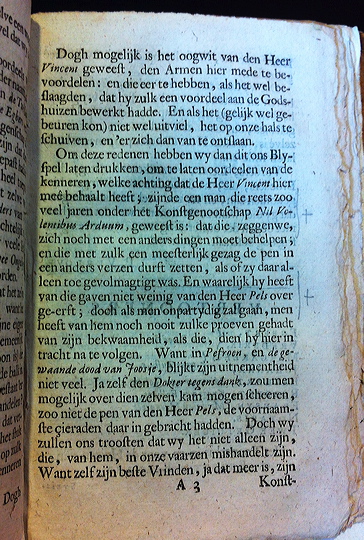 Dogh mogelijk is het oogwit van den Heer
Vincent geweest, den Armen hier mede te be-
voordelen: en die eer te hebben, als het wel be-
slaagden, dat hy zulk een voordeel aan de Gods-
huizen bewerkt hadde. En als het (gelijk wel ge-
beuren kon) niet wel uitviel, het op onze hals te
schuiven, en 'er zich dan van te ontslaan.
Om deze redenen hebben wy dan dit ons Bly-
spel laten drukken, om te laten oordeelen van de
kenneren, welke achting dat de Heer Vincent hier
meê behaalt heeft; zijnde een man die reets zoo
veel jaren onder het Konstgenootschap Nil Vo-
lentibus Arduum, geweest is: dat die, zeggenwe,
zich noch met een anders dingen moet behelpen;
en die met zulk een meesterlijk gezag de pen in
een anders verzen durft zetten, als of zy daar al-
leen toe gevolmagtigt was. En waarelijk hy heeft
van die gaven niet weinig van den Heer Pels over
ge-erft; doch als men onpartydig zal gaan, men
heeft van hem noch nooit zulke proeven gehadt
van zijn bekwaamheid, als die, dien hy hier in
tracht na te volgen. Want in Pefroen, en de ge-
waande dood van Joosje, blijkt zijn uitnementheid
niet veel. Ja zelf den Dokter tegens dank, zou men
mogelijk over dien zelven kam mogen scheeren,
zoo niet de pen van den Heer Pels, de voornaam-
ste çieraden daar in gebracht hadden. Doch wy
zullen ons troosten dat wy het niet alleen zijn,
die, van hem, in onze vaarzen mishandelt zijn.
Want zelf zijn beste Vrinden, ja dat meer is, zijn
A 3 Konst-
Dogh